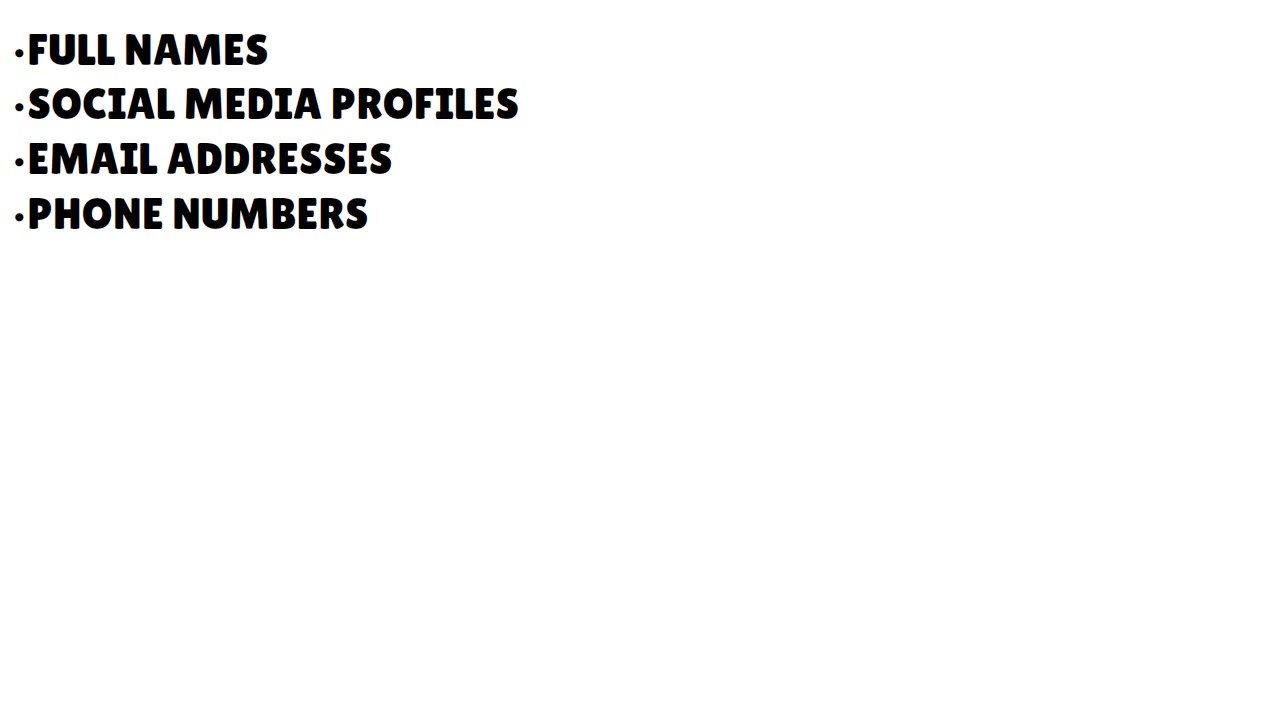 •FULL NAMES
•SOCIAL MEDIA PROFILES
•EMAIL ADDRESSES
•PHONE NUMBERS